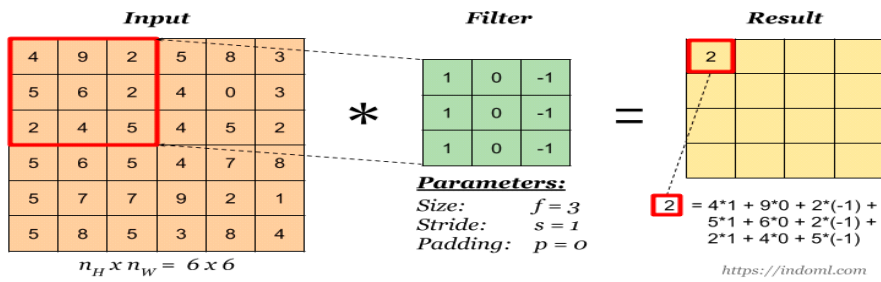 Input
Filter
Result
4 9 2 5 8 3
5 6 2 4 0 3
2 4 5 4 5 2
5 6 5 4 7 8
5 7 7 9 2 1
5 8 5 3 8 4
n_H x n_W = 6 x 6
*
1 0 -1
1 0 -1
1 0 -1
Parameters:
Size: f = 3
Stride: s = 1
Padding: p = 0
=
2
2 = 4*1 + 9*0 + 2*(-1) +
5*1 + 6*0 + 2*(-1) +
2*1 + 4*0 + 5*(-1)
https://indoml.com